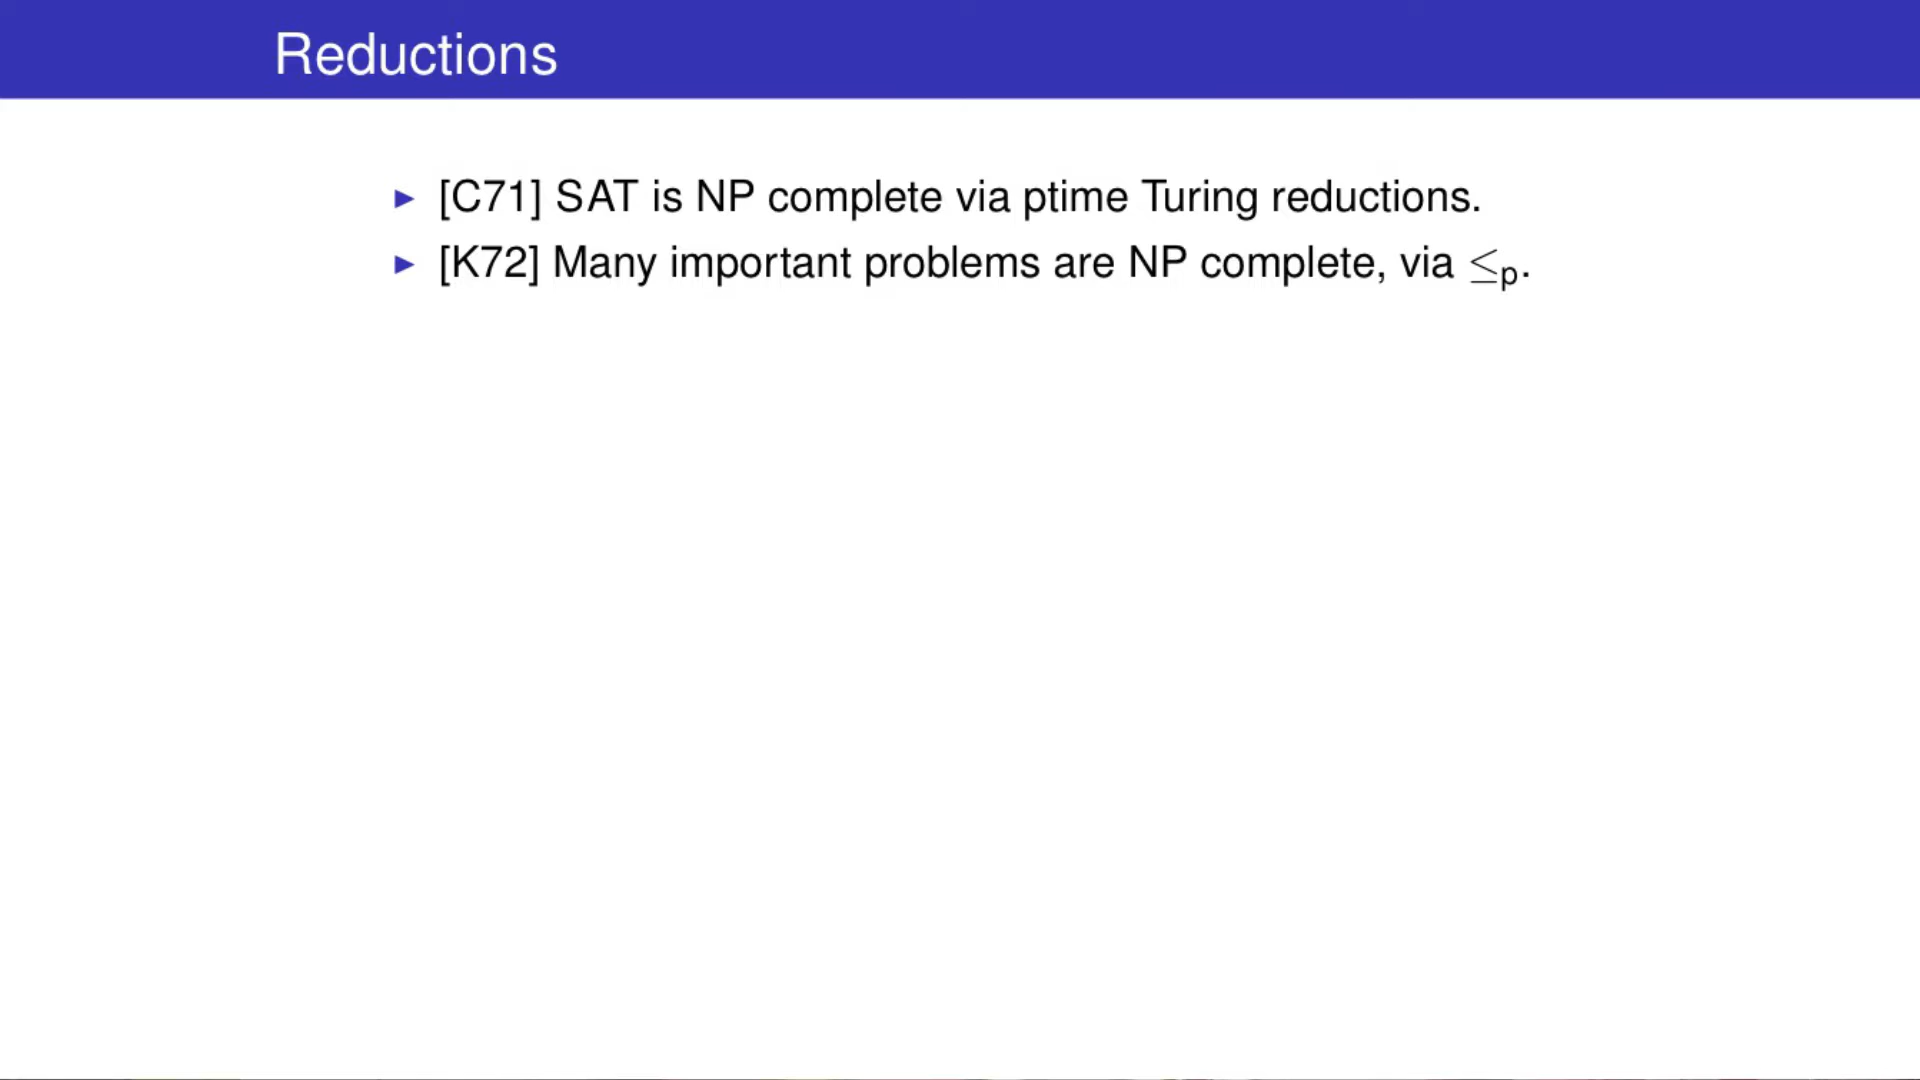 Reductions
▶ [C71] SAT is NP complete via ptime Turing reductions.
▶ [K72] Many important problems are NP complete, via ≤p.